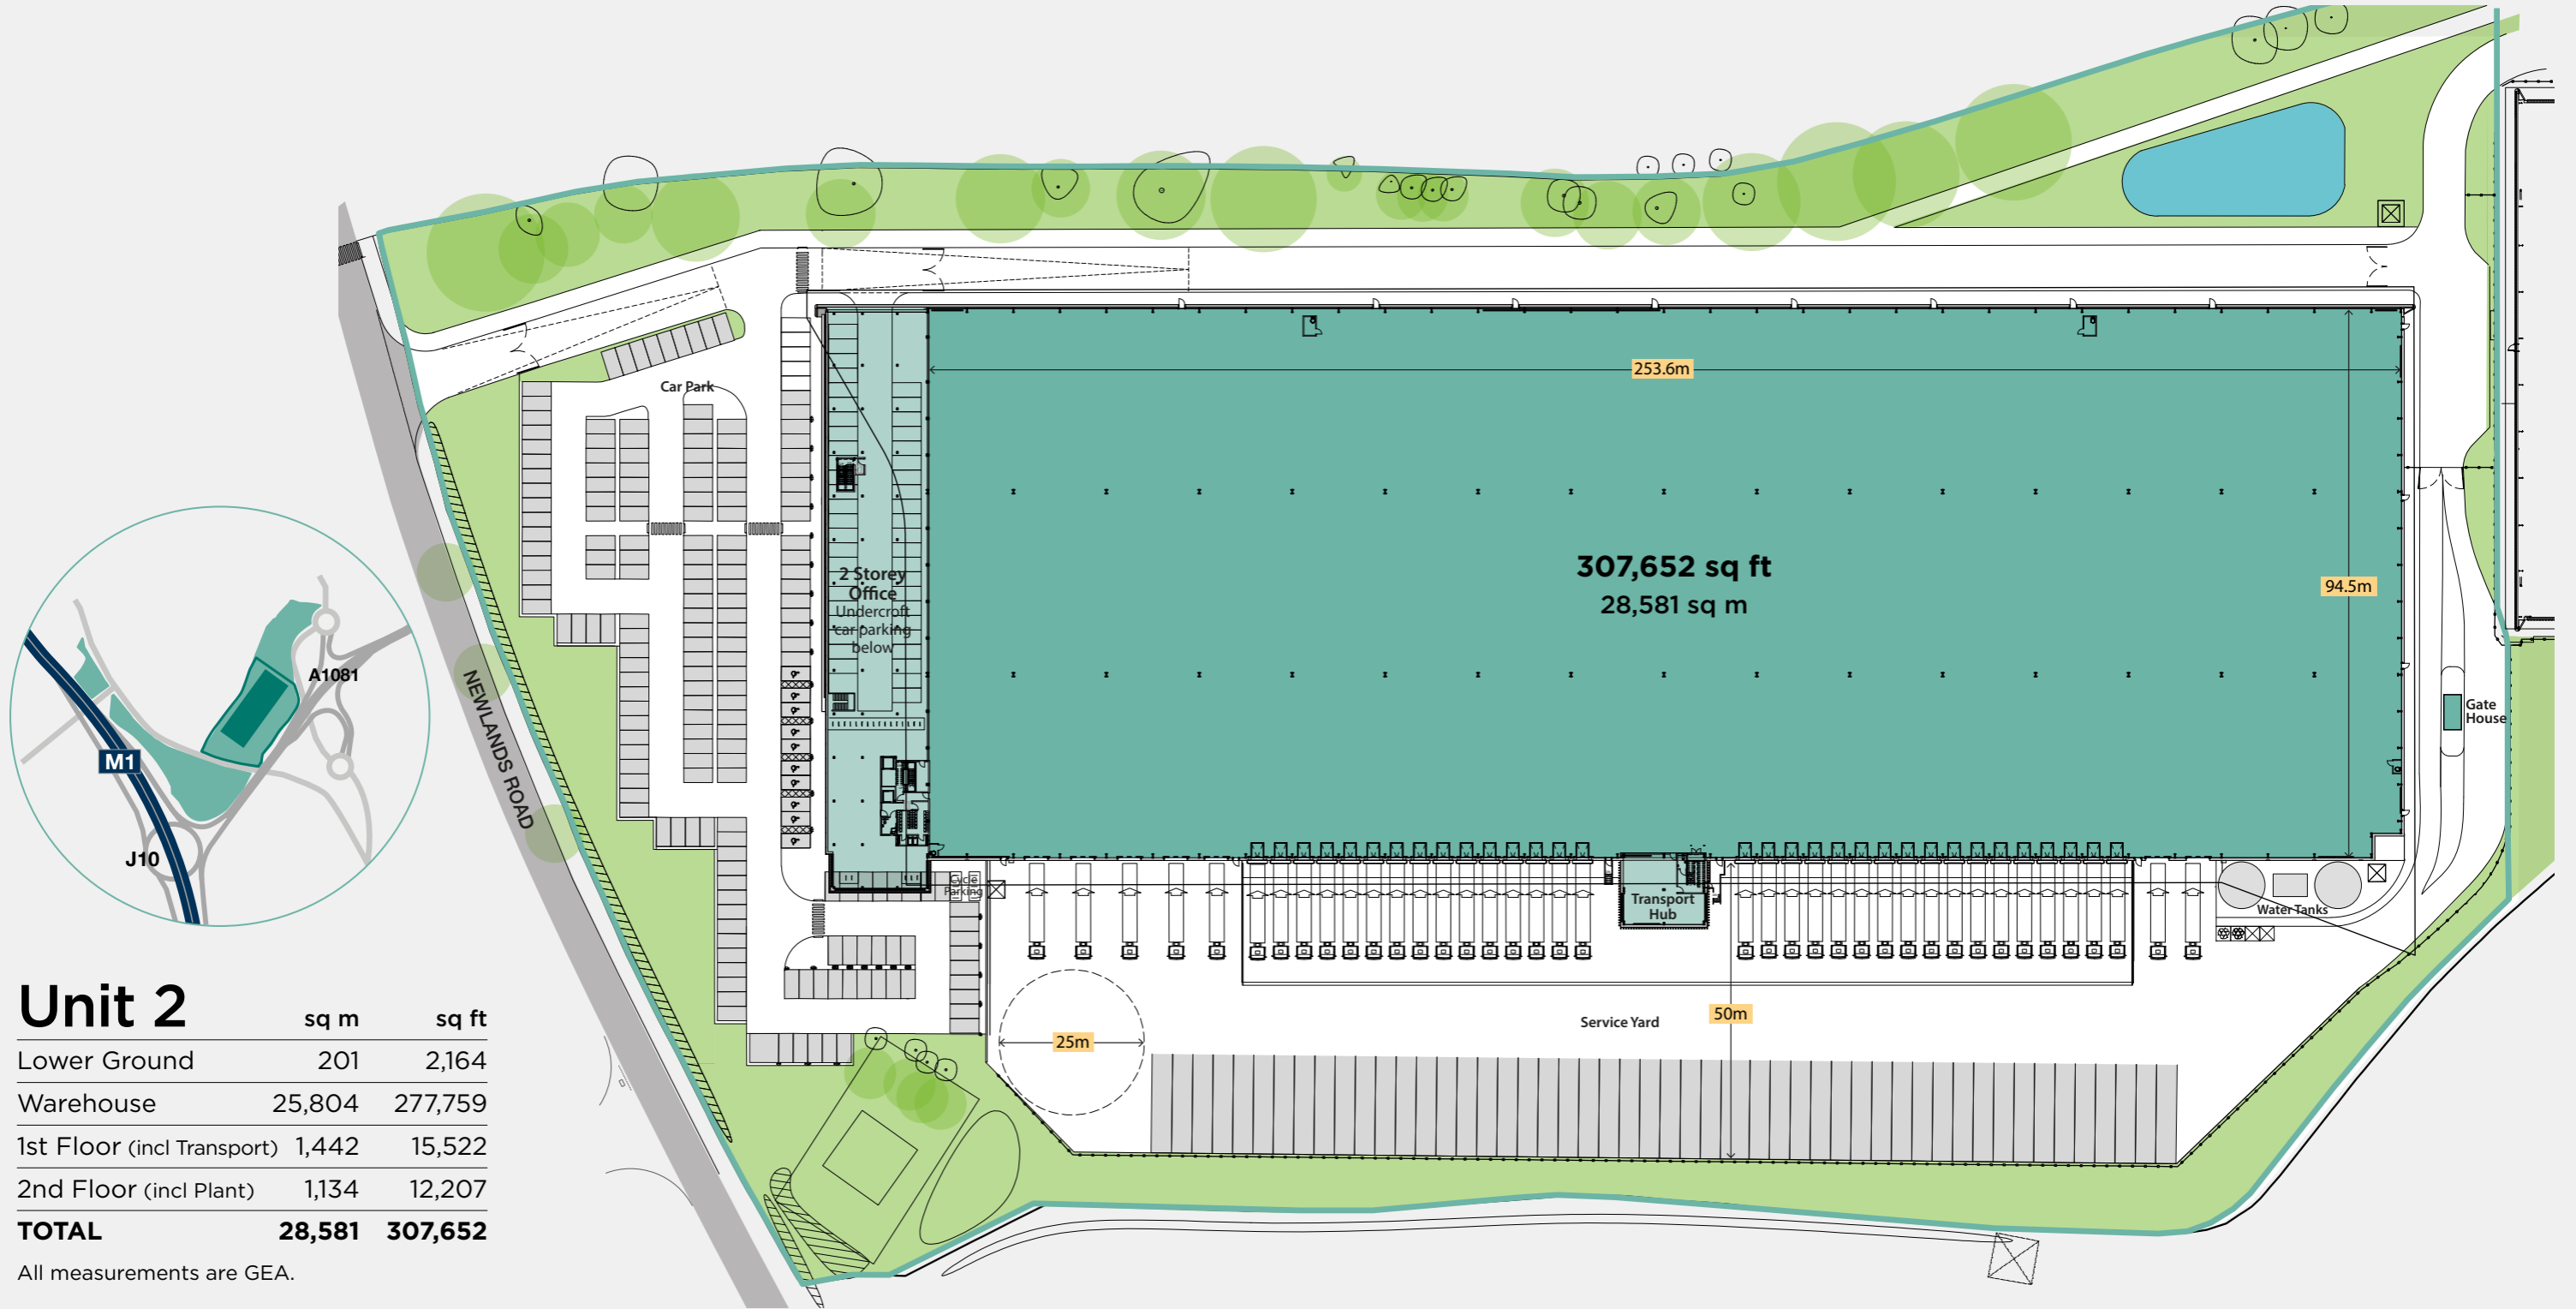 Car Park
253.6m
307,652 sq ft
28,581 sq m
94.5m
2 Storey
Office
Undercroft
car parking
below
NEWLANDS ROAD
Gate
House
A1081
M1
J10
Cycle
Parking
Transport
Hub
Water Tanks
Service Yard
50m
25m
Unit 2 sq m sq ft
Lower Ground 201 2,164
Warehouse 25,804 277,759
1st Floor (incl Transport) 1,442 15,522
2nd Floor (incl Plant) 1,134 12,207
TOTAL 28,581 307,652
All measurements are GEA.